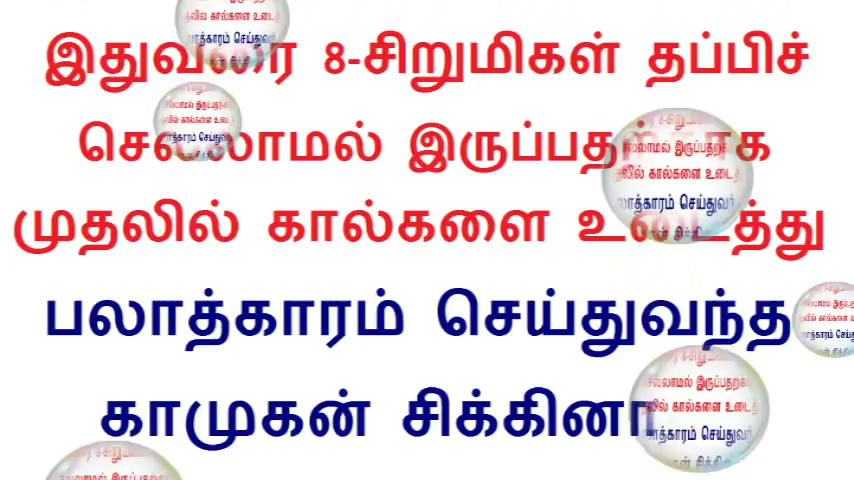 இதுவரை 8-சிறுமிகள் தப்பிச்
செல்லாமல் இருப்பதற்காக
முதலில் கால்களை உடைத்து
பலாத்காரம் செய்துவந்த
காமுகன் சிக்கினா